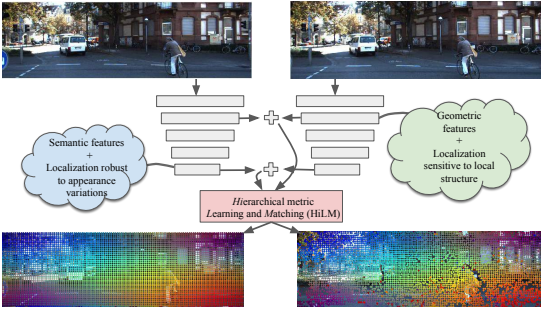 Semantic features
+
Localization robust
to appearance
variations
Geometric
features
+
Localization
sensitive to local
structure
Hierarchical metric
Learning and Matching (HiLM)